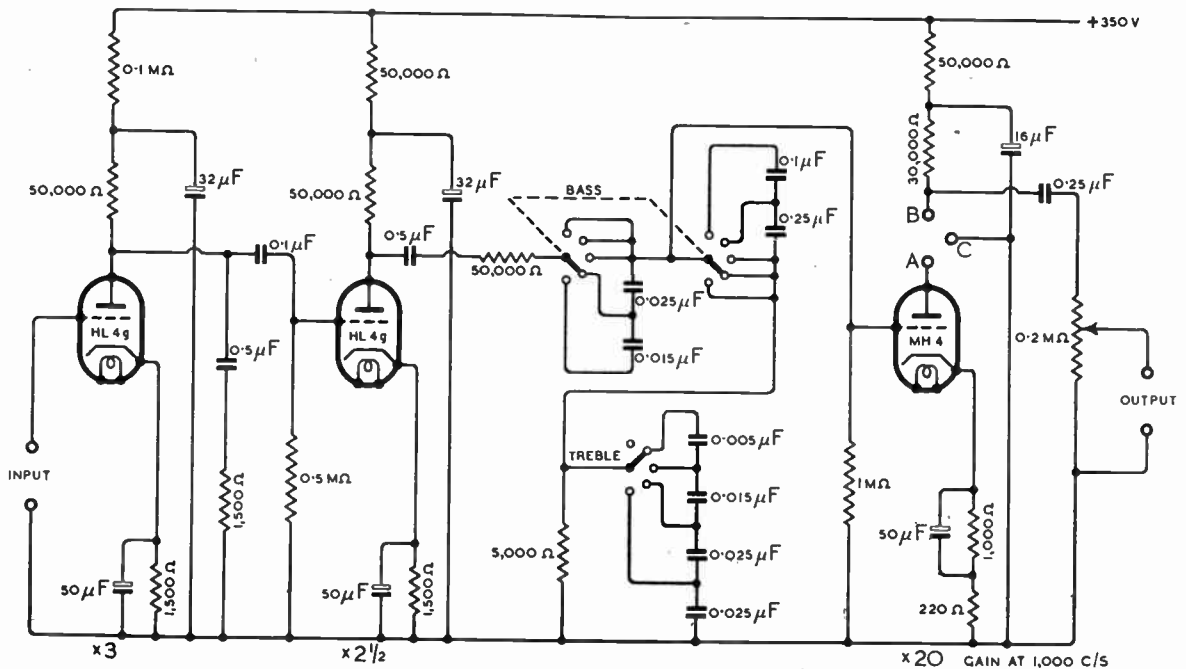 +350 V
0·1 MΩ
50,000 Ω
50,000 Ω
50,000 Ω
32 μF
50,000 Ω
32 μF
0·1 μF
0·5 μF
50,000 Ω
BASS
0·1 μF
0·25 μF
30,000 Ω
16 μF
0·25 μF
B
C
A
0·025 μF
0·015 μF
HL 4g
HL 4g
MH 4
0·5 μF
0·2 MΩ
OUTPUT
INPUT
1,500 Ω
0·5 MΩ
TREBLE
0·005 μF
0·015 μF
0·025 μF
0·025 μF
5,000 Ω
1 MΩ
50 μF
1,500 Ω
50 μF
1,500 Ω
50 μF
1,000 Ω
220 Ω
×3
×2½
×20 GAIN AT 1,000 C/S